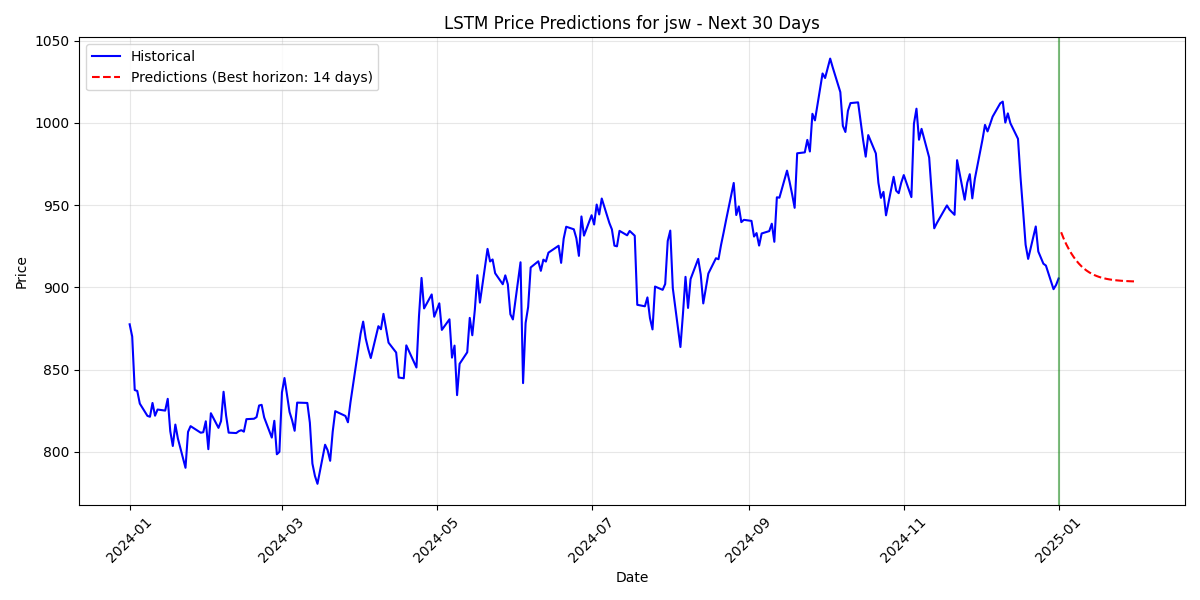 LSTM Price Predictions for jsw - Next 30 Days
Historical
Predictions (Best horizon: 14 days)
Price
1050
1000
950
900
850
800
2024-01
2024-03
2024-05
2024-07
2024-09
2024-11
2025-01
Date